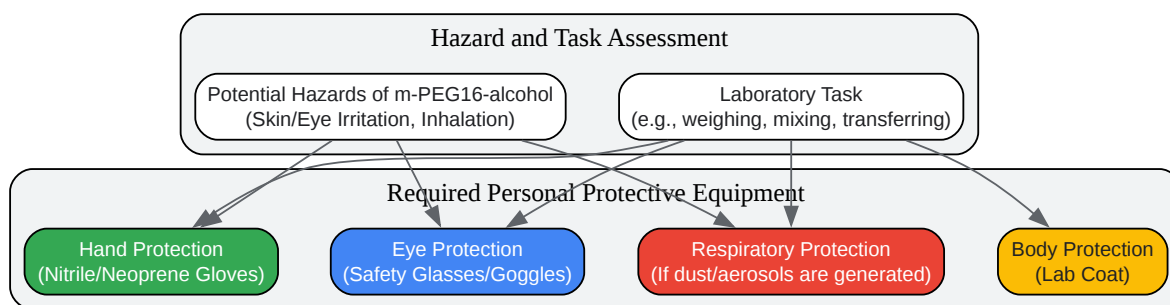 Hazard and Task Assessment
Potential Hazards of m-PEG16-alcohol
(Skin/Eye Irritation, Inhalation)
Laboratory Task
(e.g., weighing, mixing, transferring)
Required Personal Protective Equipment
Hand Protection
(Nitrile/Neoprene Gloves)
Eye Protection
(Safety Glasses/Goggles)
Respiratory Protection
(If dust/aerosols are generated)
Body Protection
(Lab Coat)